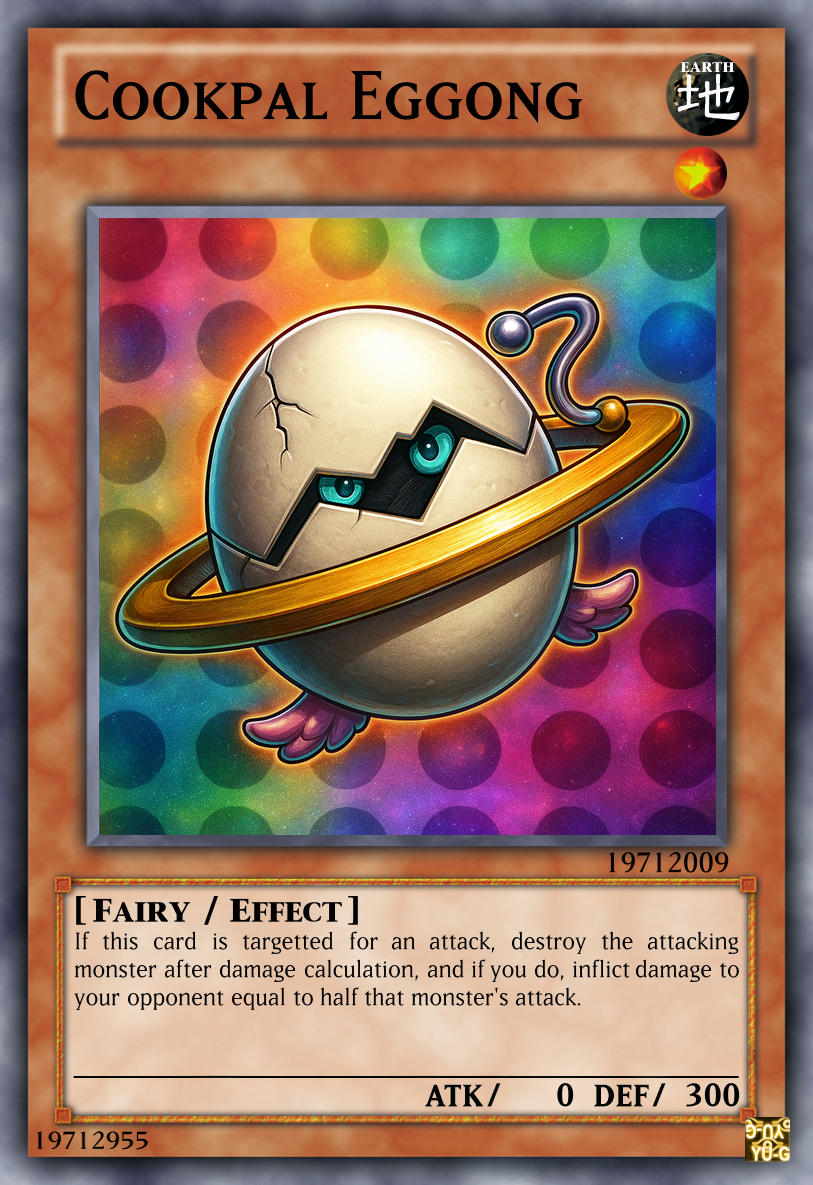 Cookpal Eggong
EARTH
地
19712009
[ Fairy / Effect ]
If this card is targetted for an attack, destroy the attacking
monster after damage calculation, and if you do, inflict damage to
your opponent equal to half that monster's attack.
ATK/ 0 DEF/ 300
19712955